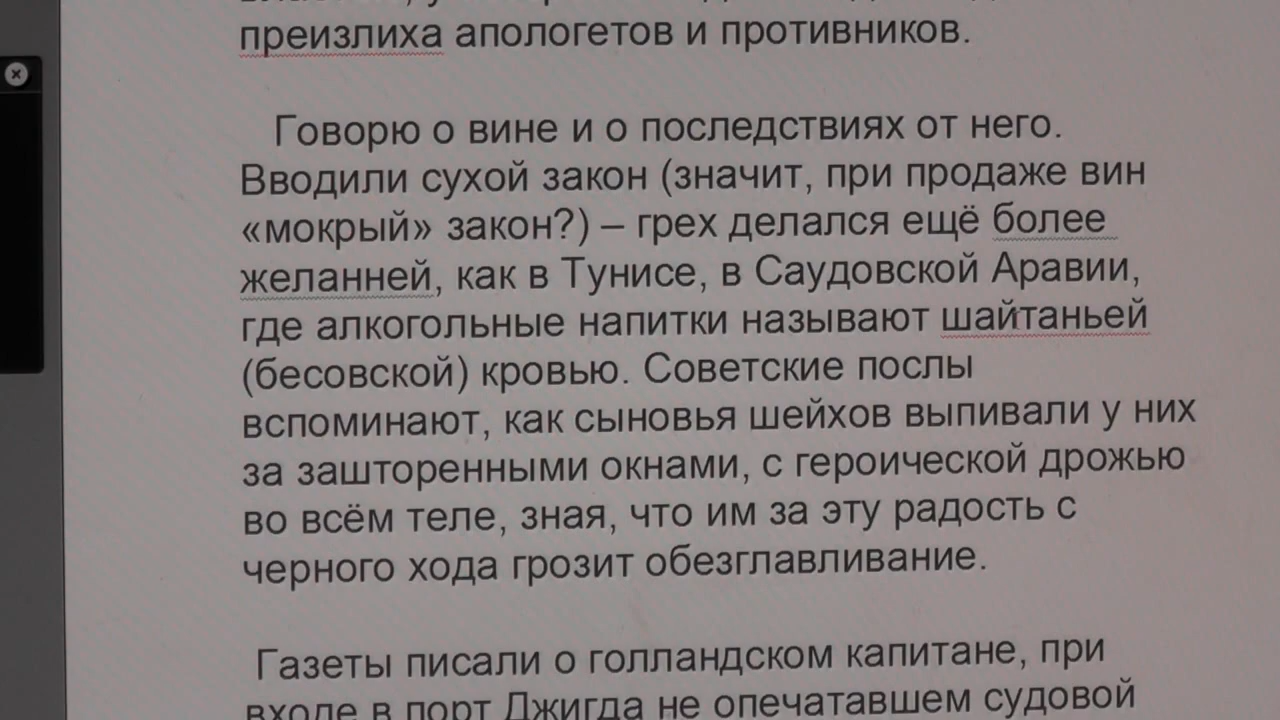 преизлиха апологетов и противников.
Говорю о вине и о последствиях от него.
Вводили сухой закон (значит, при продаже вин
«мокрый» закон?) – грех делался ещё более
желанней, как в Тунисе, в Саудовской Аравии,
где алкогольные напитки называют шайтаньей
(бесовской) кровью. Советские послы
вспоминают, как сыновья шейхов выпивали у них
за зашторенными окнами, с героической дрожью
во всём теле, зная, что им за эту радость с
черного хода грозит обезглавливание.
Газеты писали о голландском капитане, при
входе в порт Джигда не опечатавшем судовой